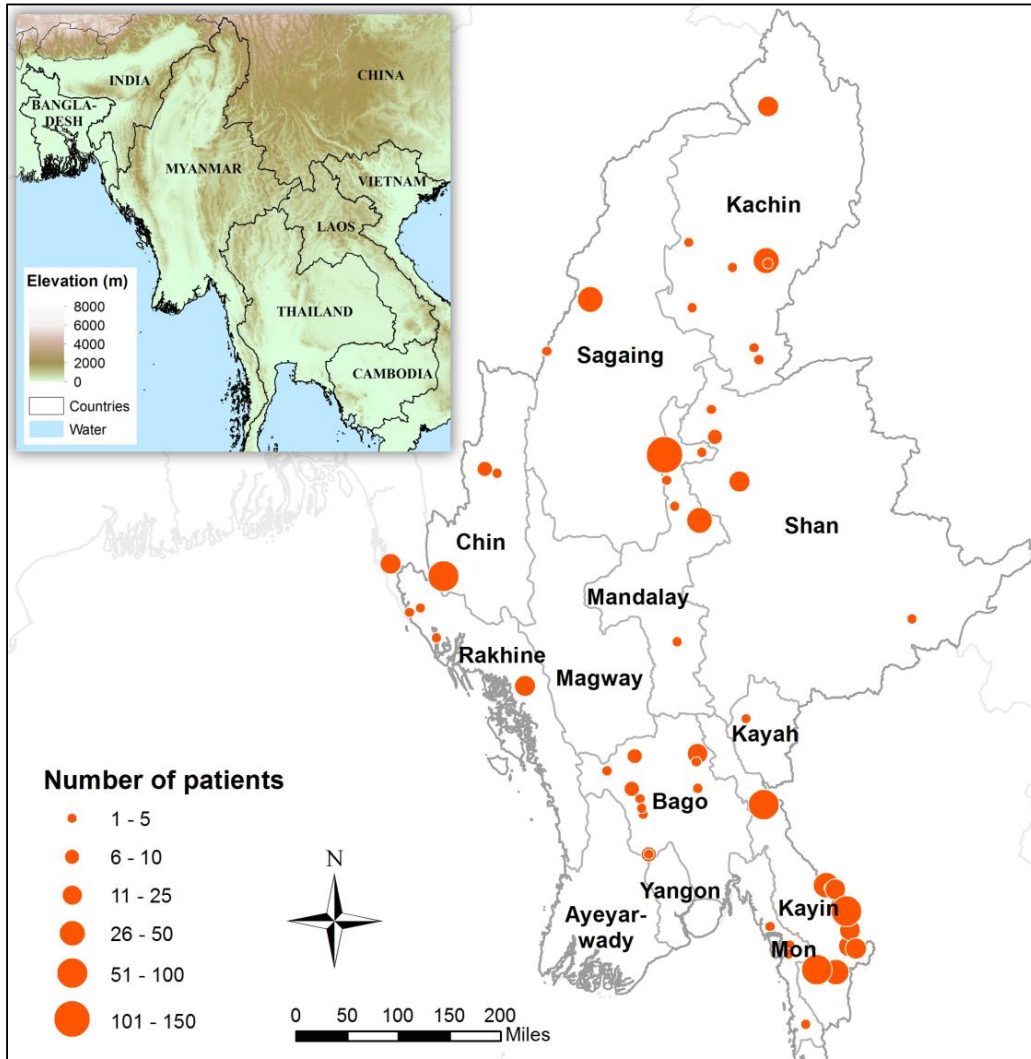 INDIA
CHINA
BANGLA-
DESH
MYANMAR
VIETNAM
LAOS
THAILAND
CAMBODIA
Elevation (m)
8000
6000
4000
2000
0
Countries
Water
Kachin
Sagaing
Shan
Chin
Mandalay
Rakhine
Magway
Kayah
Bago
Yangon
Kayin
Ayeyar-
wady
Mon
Number of patients
1 - 5
6 - 10
11 - 25
26 - 50
51 - 100
101 - 150
N
0 50 100 150 200
Miles